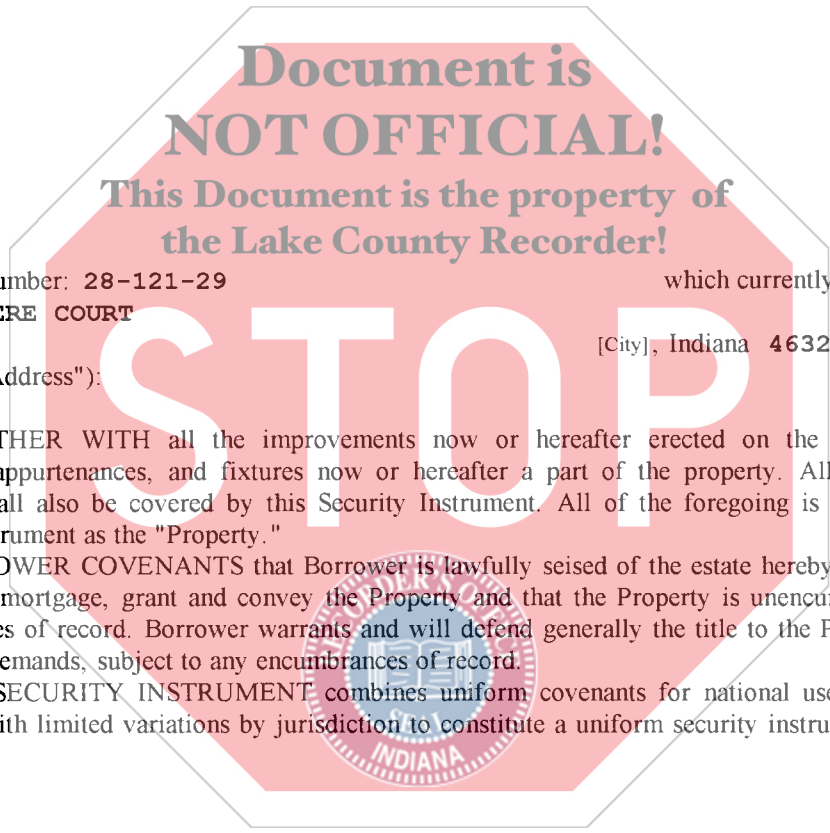 Document is
NOT OFFICIAL!
This Document is the property of
the Lake County Recorder!
umber: 28-121-29 which currently
ERE COURT
[City], Indiana 4632
Address"):
STOP
THER WITH all the improvements now or hereafter erected on the
appurtenances, and fixtures now or hereafter a part of the property. All
all also be covered by this Security Instrument. All of the foregoing is
rument as the "Property."
OWER COVENANTS that Borrower is lawfully seised of the estate hereby
mortgage, grant and convey the Property and that the Property is unencu
es of record. Borrower warrants and will defend generally the title to the P
emands, subject to any encumbrances of record.
SECURITY INSTRUMENT combines uniform covenants for national use
ith limited variations by jurisdiction to constitute a uniform security instru
RECORDER'S OFFICE
SEAL
INDIANA